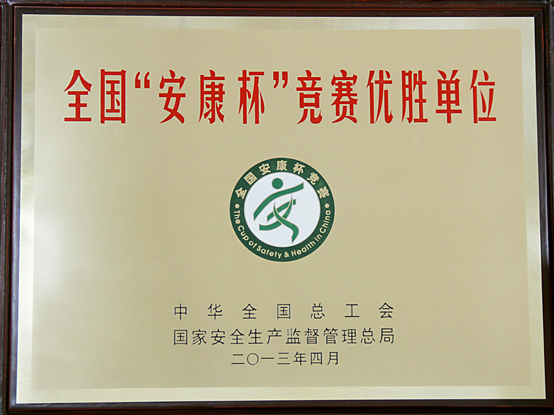 全国“安康杯”竞赛优胜单位
全国安康杯竞赛
The Cup of Safety & Health in China
中华全国总工会
国家安全生产监督管理总局
二〇一三年四月